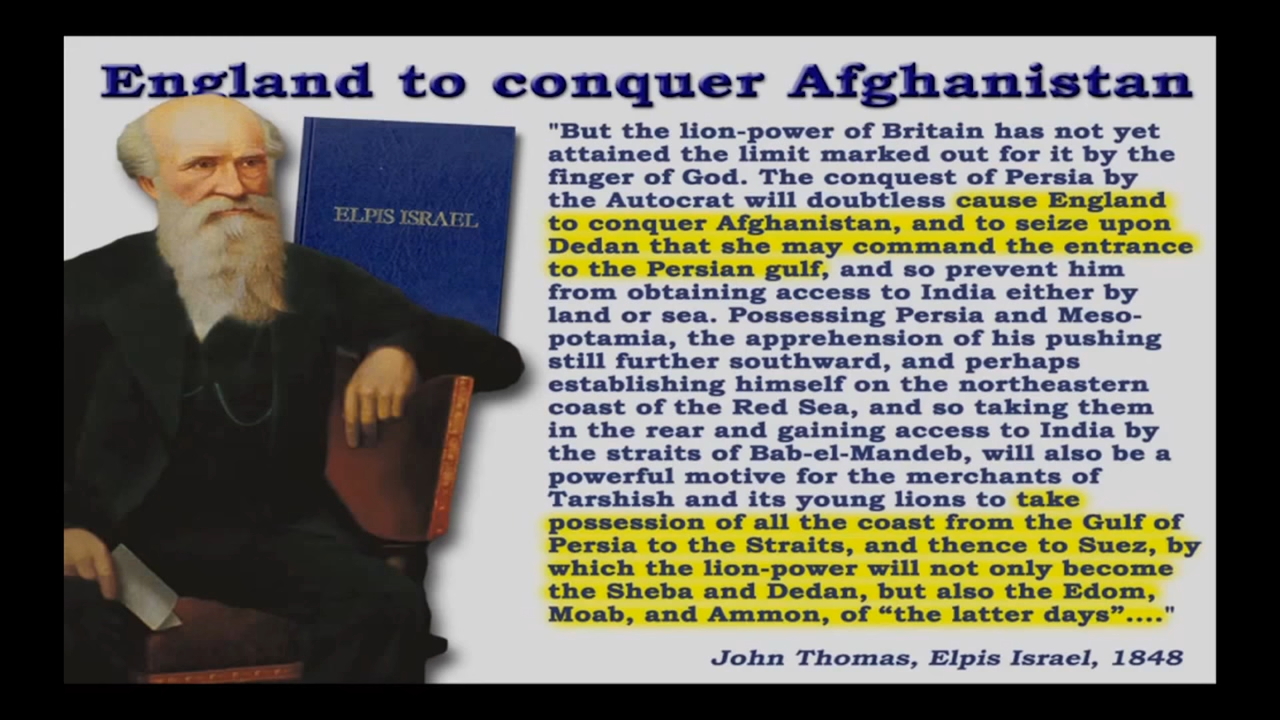 England to conquer Afghanistan
ELPIS ISRAEL
"But the lion-power of Britain has not yet
attained the limit marked out for it by the
finger of God. The conquest of Persia by
the Autocrat will doubtless cause England
to conquer Afghanistan, and to seize upon
Dedan that she may command the entrance
to the Persian gulf, and so prevent him
from obtaining access to India either by
land or sea. Possessing Persia and Meso-
potamia, the apprehension of his pushing
still further southward, and perhaps
establishing himself on the northeastern
coast of the Red Sea, and so taking them
in the rear and gaining access to India by
the straits of Bab-el-Mandeb, will also be a
powerful motive for the merchants of
Tarshish and its young lions to take
possession of all the coast from the Gulf of
Persia to the Straits, and thence to Suez, by
which the lion-power will not only become
the Sheba and Dedan, but also the Edom,
Moab, and Ammon, of “the latter days”...."
John Thomas, Elpis Israel, 1848